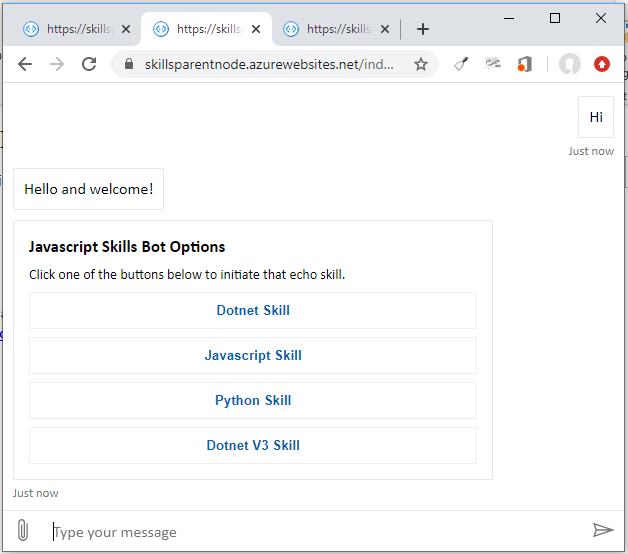 https://skills
https://skills
https://skills
skillsparentnode.azurewebsites.net/ind...
Hi
Just now
Hello and welcome!
Javascript Skills Bot Options
Click one of the buttons below to initiate that echo skill.
Dotnet Skill
Javascript Skill
Python Skill
Dotnet V3 Skill
Just now
Type your message